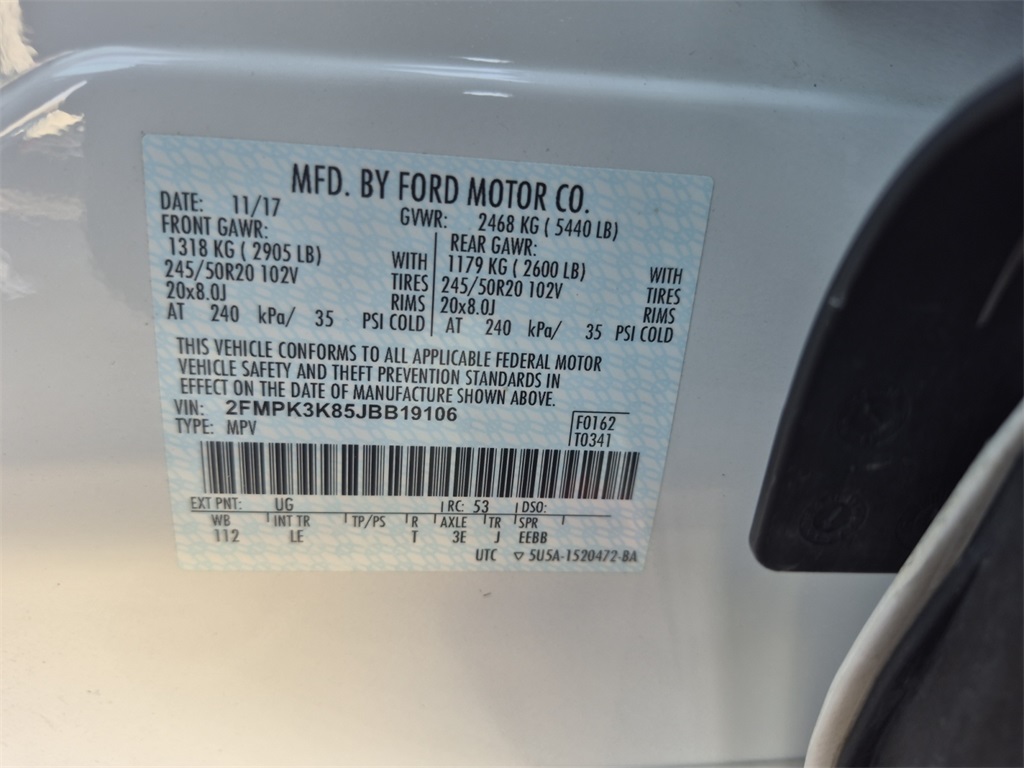 MFD. BY FORD MOTOR CO.
DATE: 11/17 GVWR: 2468 KG ( 5440 LB)
FRONT GAWR: REAR GAWR:
1318 KG ( 2905 LB) WITH 1179 KG ( 2600 LB) WITH
245/50R20 102V TIRES 245/50R20 102V TIRES
20x8.0J RIMS 20x8.0J RIMS
AT 240 kPa/ 35 PSI COLD AT 240 kPa/ 35 PSI COLD
THIS VEHICLE CONFORMS TO ALL APPLICABLE FEDERAL MOTOR
VEHICLE SAFETY AND THEFT PREVENTION STANDARDS IN
EFFECT ON THE DATE OF MANUFACTURE SHOWN ABOVE.
VIN: 2FMPK3K85JBB19106 F0162
TYPE: MPV T0341
EXT PNT: UG RC: 53 DSO:
WB INT TR TP/PS R AXLE TR SPR
112 LE T 3E J EEBB
UTC ▽ 5U5A-1520472-BA